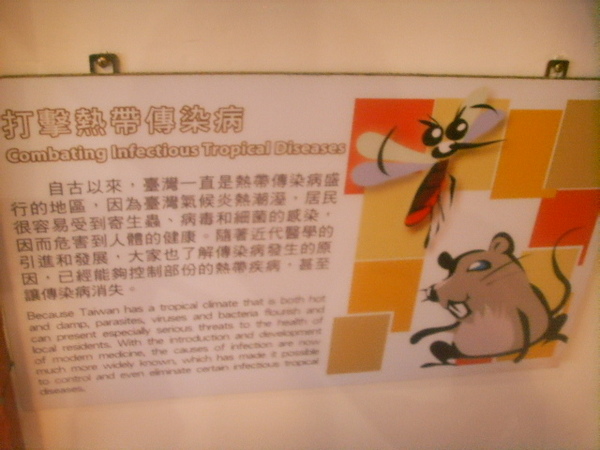 打擊熱帶傳染病
Combating Infectious Tropical Diseases
自古以來，臺灣一直是熱帶傳染病盛
行的地區，因為臺灣氣候炎熱潮溼，居民
很容易受到寄生蟲、病毒和細菌的感染，
因而危害到人體的健康。隨著近代醫學的
引進和發展，大家也了解傳染病發生的原
因，已經能夠控制部份的熱帶疾病，甚至
讓傳染病消失。
Because Taiwan has a tropical climate that is both hot
and damp, parasites, viruses and bacteria flourish and
can present especially serious threats to the health of
local residents. With the introduction and development
of modern medicine, the causes of infection are now
much more widely known, which has made it possible
to control and even eliminate certain infectious tropical
diseases.